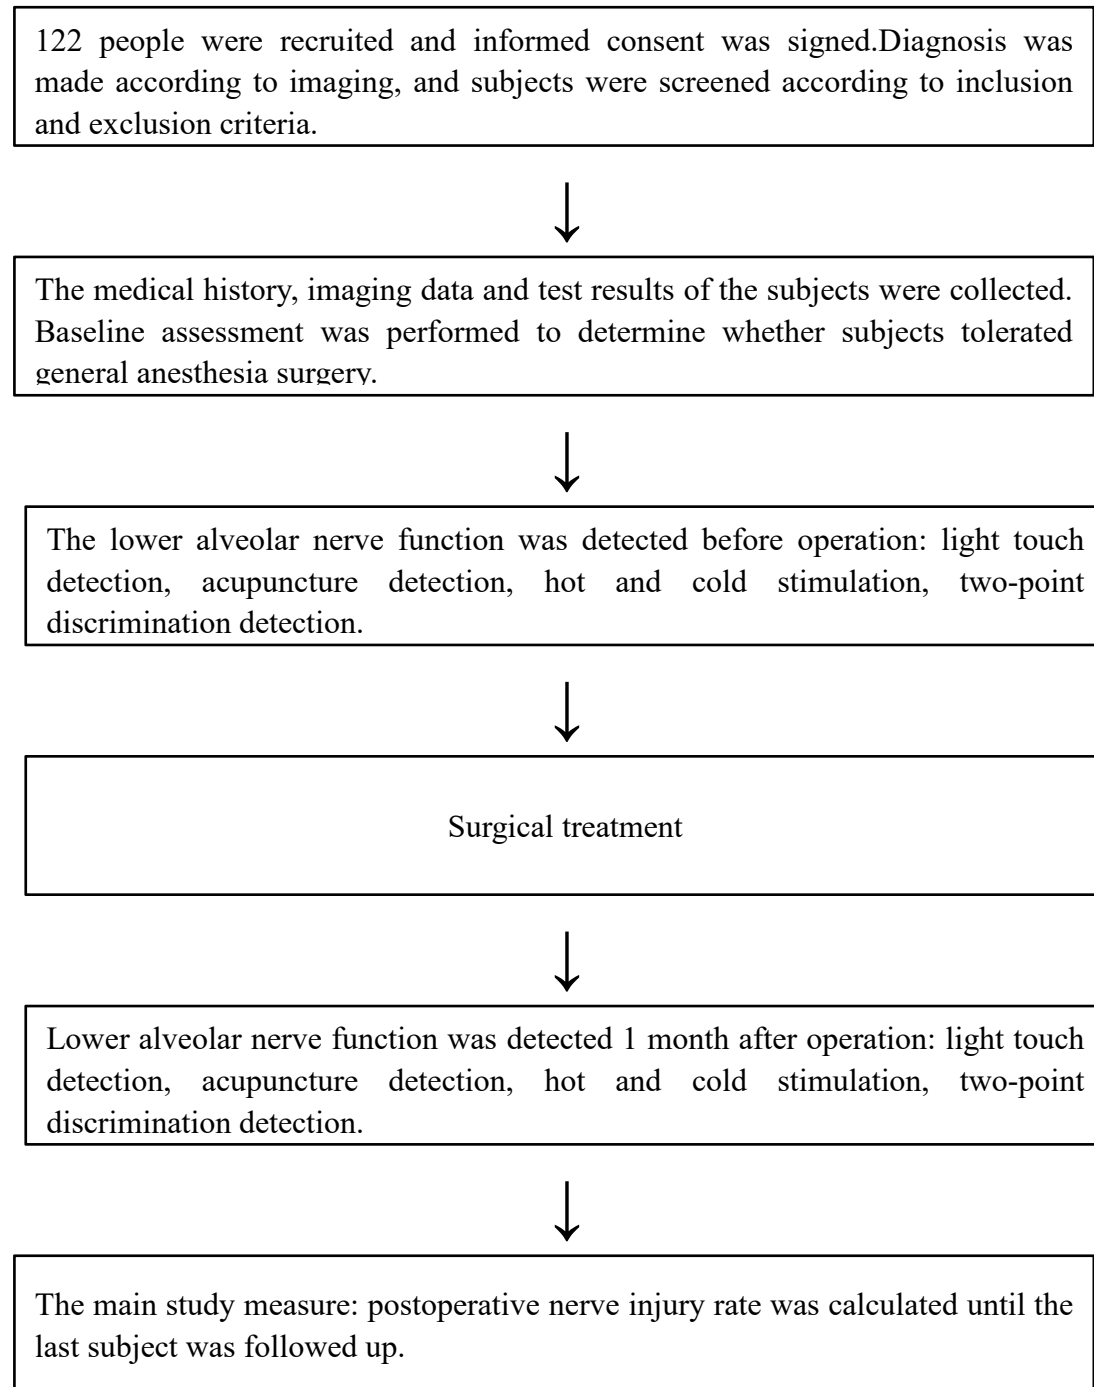 122 people were recruited and informed consent was signed.Diagnosis was
made according to imaging, and subjects were screened according to inclusion
and exclusion criteria.
The medical history, imaging data and test results of the subjects were collected.
Baseline assessment was performed to determine whether subjects tolerated
general anesthesia surgery.
The lower alveolar nerve function was detected before operation: light touch
detection, acupuncture detection, hot and cold stimulation, two-point
discrimination detection.
Surgical treatment
Lower alveolar nerve function was detected 1 month after operation: light touch
detection, acupuncture detection, hot and cold stimulation, two-point
discrimination detection.
The main study measure: postoperative nerve injury rate was calculated until the
last subject was followed up.